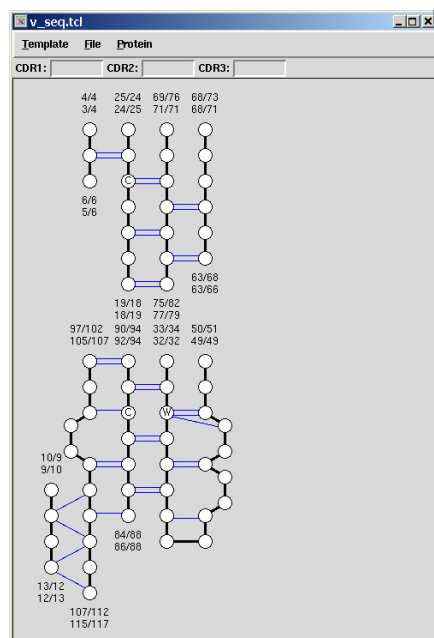 v_seq.tcl
Template File Protein
CDR1: CDR2: CDR3:
4/4 25/24 69/76 68/73
3/4 24/25 71/71 68/71
C
6/6
5/6
63/68
63/66
19/18 75/82
18/19 77/79
97/102 90/94 33/34 50/51
105/107 92/94 32/32 49/49
C W
10/9
9/10
84/88
86/88
13/12
12/13
107/112
115/117